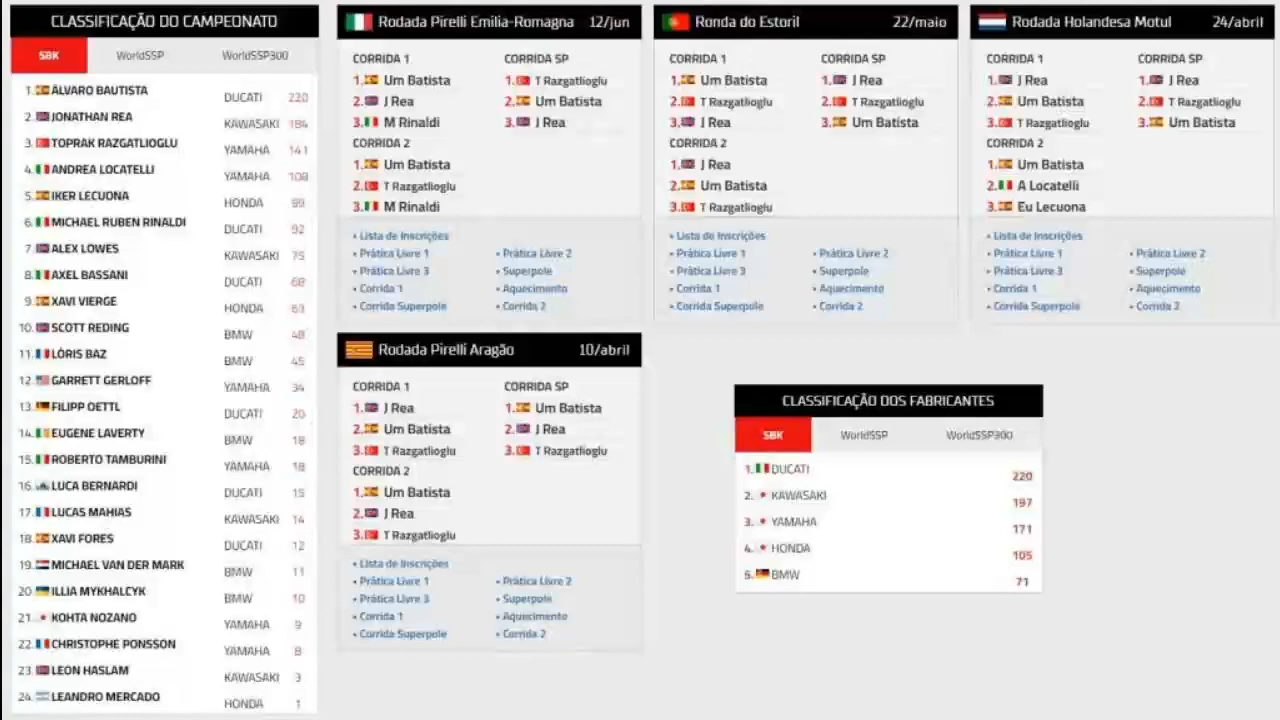 CLASSIFICAÇÃO DO CAMPEONATO
SBK WorldSSP WorldSSP300
1. ÁLVARO BAUTISTA DUCATI 220
2. JONATHAN REA KAWASAKI 184
3. TOPRAK RAZGATLIOGLU YAMAHA 141
4. ANDREA LOCATELLI YAMAHA 108
5. IKER LECUONA HONDA 99
6. MICHAEL RUBEN RINALDI DUCATI 92
7. ALEX LOWES KAWASAKI 75
8. AXEL BASSANI DUCATI 68
9. XAVI VIERGE HONDA 63
10. SCOTT REDING BMW 48
11. LÓRIS BAZ BMW 45
12. GARRETT GERLOFF YAMAHA 34
13. FILIPP OETTL DUCATI 20
14. EUGENE LAVERTY BMW 18
15. ROBERTO TAMBURINI YAMAHA 18
16. LUCA BERNARDI DUCATI 15
17. LUCAS MAHIAS KAWASAKI 14
18. XAVI FORES DUCATI 12
19. MICHAEL VAN DER MARK BMW 11
20. ILLIA MYKHALCYK BMW 10
21. KOHTA NOZANO YAMAHA 9
22. CHRISTOPHE PONSSON YAMAHA 8
23. LEON HASLAM KAWASAKI 3
24. LEANDRO MERCADO HONDA 1
Rodada Pirelli Emilia-Romagna 12/jun
CORRIDA 1 CORRIDA SP
1. Um Batista 1. T Razgatlioglu
2. J Rea 2. Um Batista
3. M Rinaldi 3. J Rea
CORRIDA 2
1. Um Batista
2. T Razgatlioglu
3. M Rinaldi
• Lista de Inscrições
• Prática Livre 1 • Prática Livre 2
• Prática Livre 3 • Superpole
• Corrida 1 • Aquecimento
• Corrida Superpole • Corrida 2
Ronda do Estoril 22/maio
CORRIDA 1 CORRIDA SP
1. Um Batista 1. J Rea
2. T Razgatlioglu 2. T Razgatlioglu
3. J Rea 3. Um Batista
CORRIDA 2
1. J Rea
2. Um Batista
3. T Razgatlioglu
• Lista de Inscrições
• Prática Livre 1 • Prática Livre 2
• Prática Livre 3 • Superpole
• Corrida 1 • Aquecimento
• Corrida Superpole • Corrida 2
Rodada Holandesa Motul 24/abril
CORRIDA 1 CORRIDA SP
1. J Rea 1. J Rea
2. Um Batista 2. T Razgatlioglu
3. T Razgatlioglu 3. Um Batista
CORRIDA 2
1. Um Batista
2. A Locatelli
3. Eu Lecuona
• Lista de Inscrições
• Prática Livre 1 • Prática Livre 2
• Prática Livre 3 • Superpole
• Corrida 1 • Aquecimento
• Corrida Superpole • Corrida 2
Rodada Pirelli Aragão 10/abril
CORRIDA 1 CORRIDA SP
1. J Rea 1. Um Batista
2. Um Batista 2. J Rea
3. T Razgatlioglu 3. T Razgatlioglu
CORRIDA 2
1. Um Batista
2. J Rea
3. T Razgatlioglu
• Lista de Inscrições
• Prática Livre 1 • Prática Livre 2
• Prática Livre 3 • Superpole
• Corrida 1 • Aquecimento
• Corrida Superpole • Corrida 2
CLASSIFICAÇÃO DOS FABRICANTES
SBK WorldSSP WorldSSP300
1. DUCATI 220
2. KAWASAKI 197
3. YAMAHA 171
4. HONDA 105
5. BMW 71